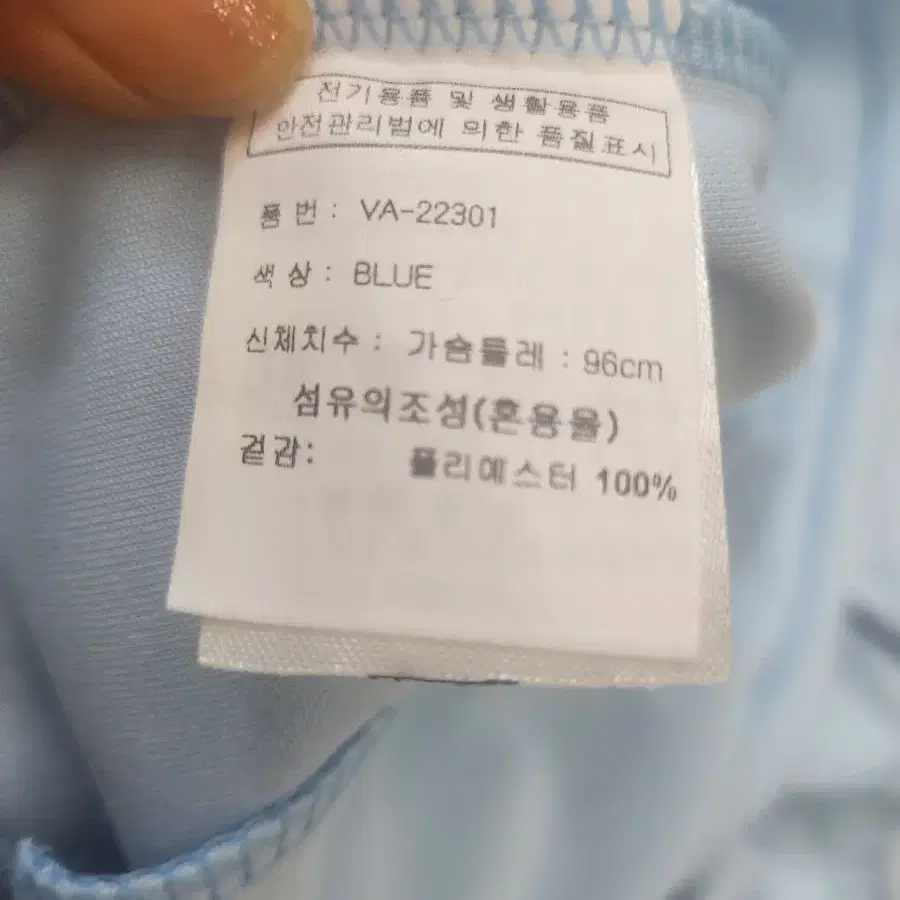 전기용품 및 생활용품
안전관리법에 의한 품질표시
품 번 : VA-22301
색 상 : BLUE
신체치수 : 가슴둘레 : 96cm
섬유의조성(혼용율)
겉감: 폴리에스터 100%